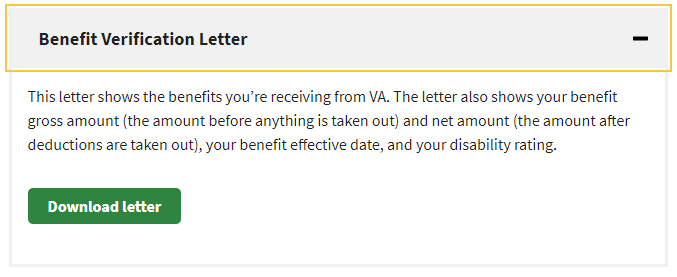 Benefit Verification Letter
This letter shows the benefits you’re receiving from VA. The letter also shows your benefit
gross amount (the amount before anything is taken out) and net amount (the amount after
deductions are taken out), your benefit effective date, and your disability rating.
Download letter